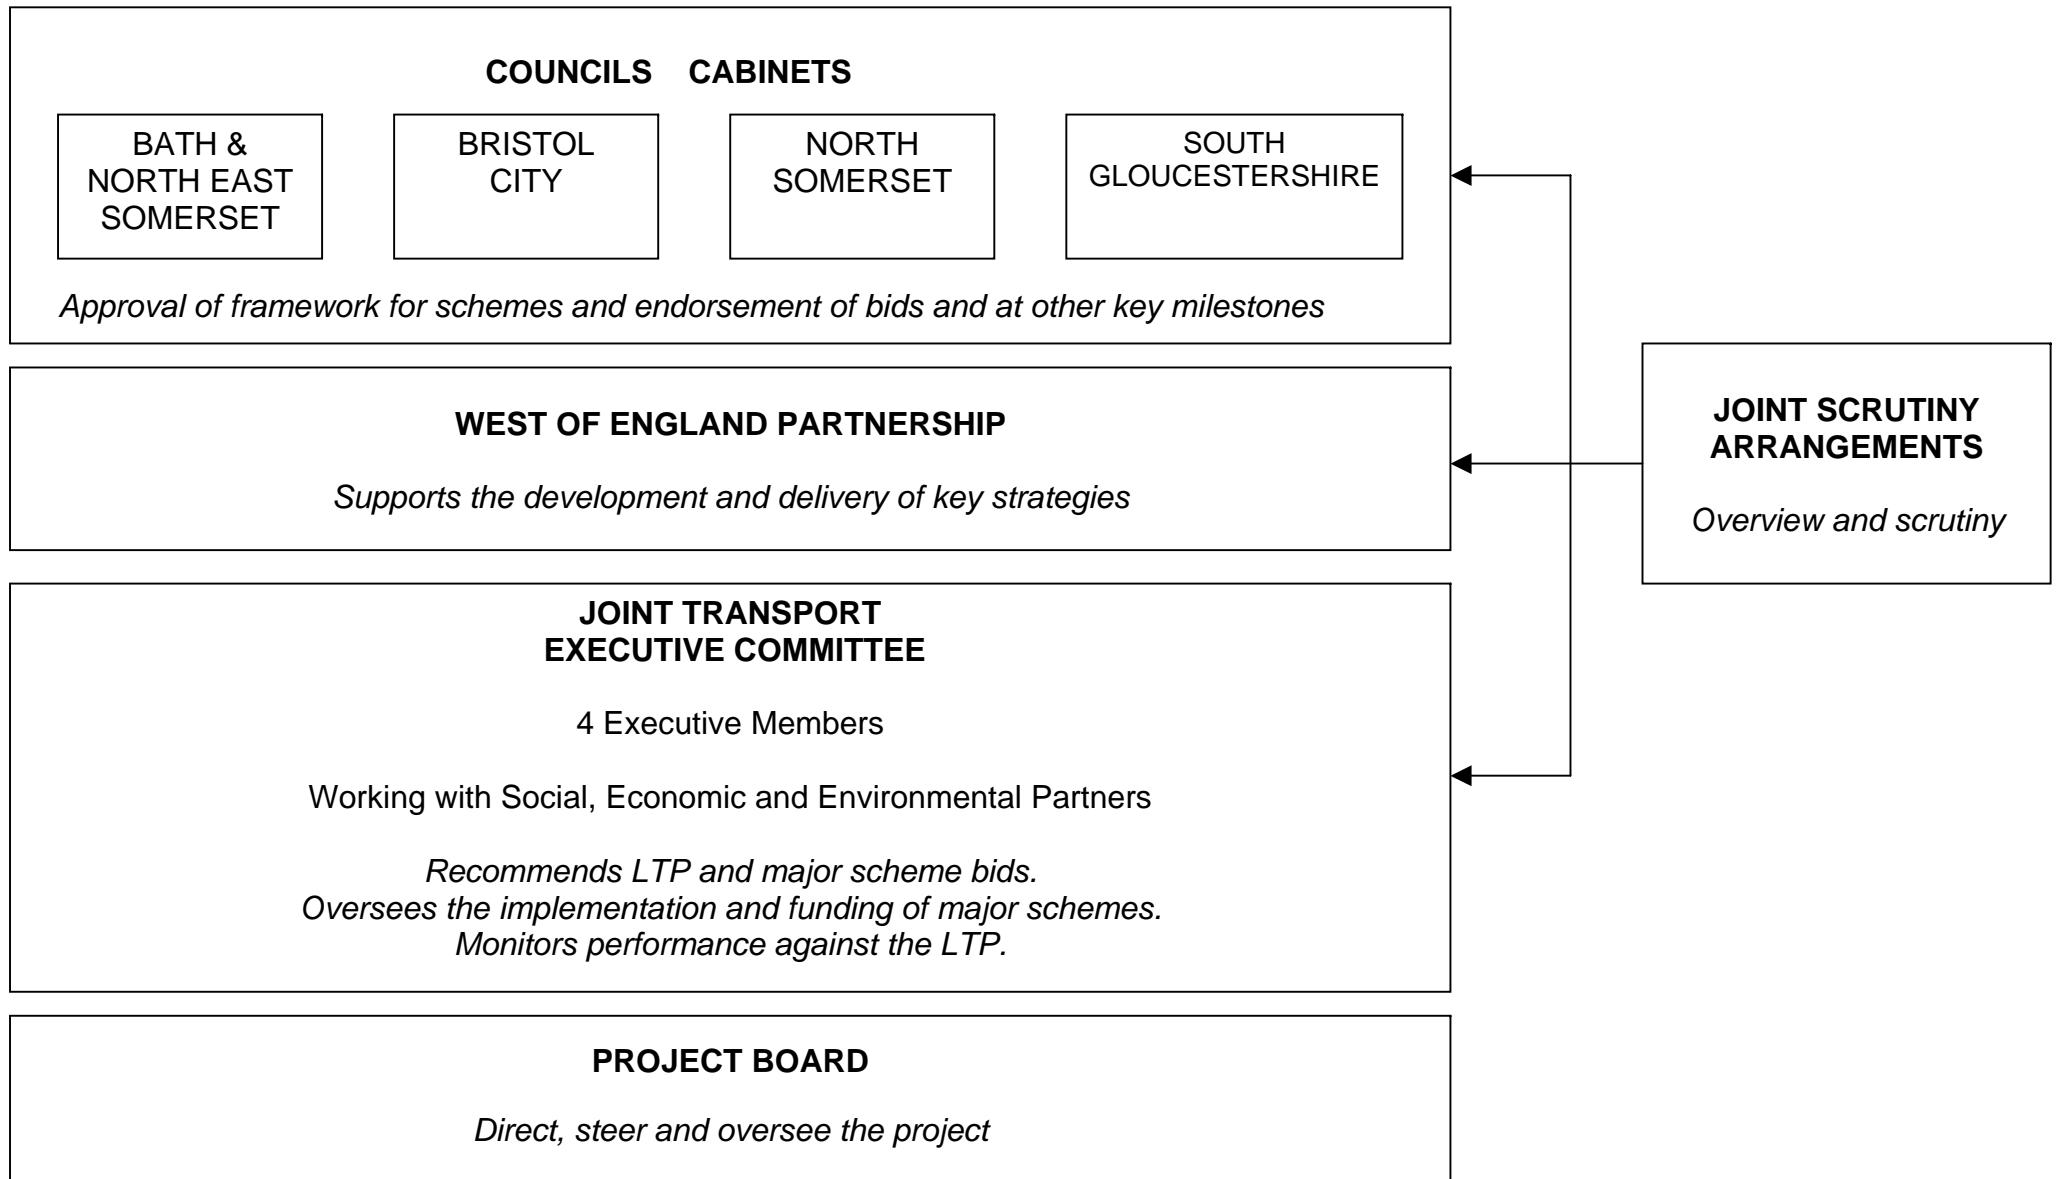 COUNCILS CABINETS
BATH &
NORTH EAST
SOMERSET
BRISTOL
CITY
NORTH
SOMERSET
SOUTH
GLOUCESTERSHIRE
Approval of framework for schemes and endorsement of bids and at other key milestones
WEST OF ENGLAND PARTNERSHIP
Supports the development and delivery of key strategies
JOINT SCRUTINY
ARRANGEMENTS
Overview and scrutiny
JOINT TRANSPORT
EXECUTIVE COMMITTEE
4 Executive Members
Working with Social, Economic and Environmental Partners
Recommends LTP and major scheme bids.
Oversees the implementation and funding of major schemes.
Monitors performance against the LTP.
PROJECT BOARD
Direct, steer and oversee the project